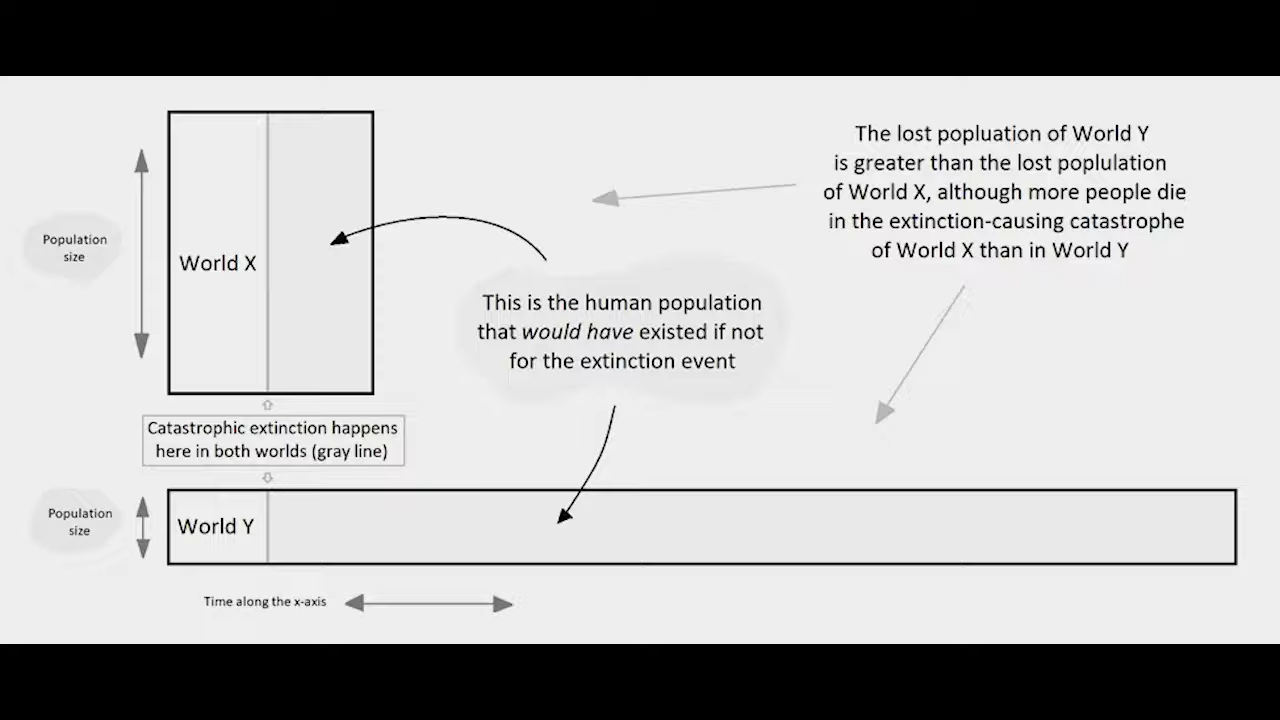 The lost popluation of World Y
is greater than the lost poplulation
of World X, although more people die
in the extinction-causing catastrophe
of World X than in World Y
Population
size
World X
This is the human population
that would have existed if not
for the extinction event
Catastrophic extinction happens
here in both worlds (gray line)
Population
size
World Y
Time along the x-axis